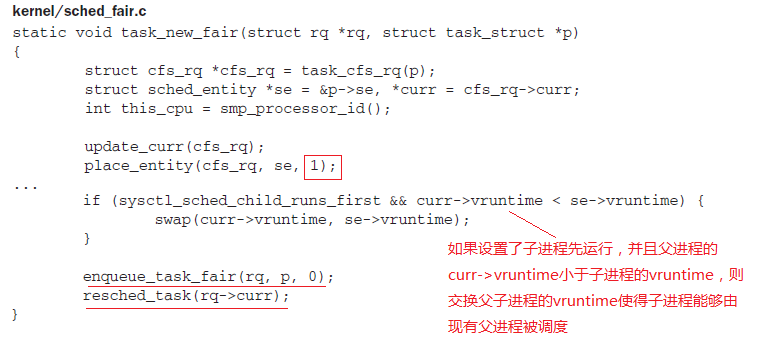 kernel/sched_fair.c
static void task_new_fair(struct rq *rq, struct task_struct *p)
{
struct cfs_rq *cfs_rq = task_cfs_rq(p);
struct sched_entity *se = &p->se, *curr = cfs_rq->curr;
int this_cpu = smp_processor_id();
update_curr(cfs_rq);
place_entity(cfs_rq, se, 1);
...
if (sysctl_sched_child_runs_first && curr->vruntime < se->vruntime) {
swap(curr->vruntime, se->vruntime);
}
如果设置了子进程先运行，并且父进程的
curr->vruntime小于子进程的vruntime，则
交换父子进程的vruntime使得子进程能够由
现有父进程被调度
enqueue_task_fair(rq, p, 0);
resched_task(rq->curr);
}